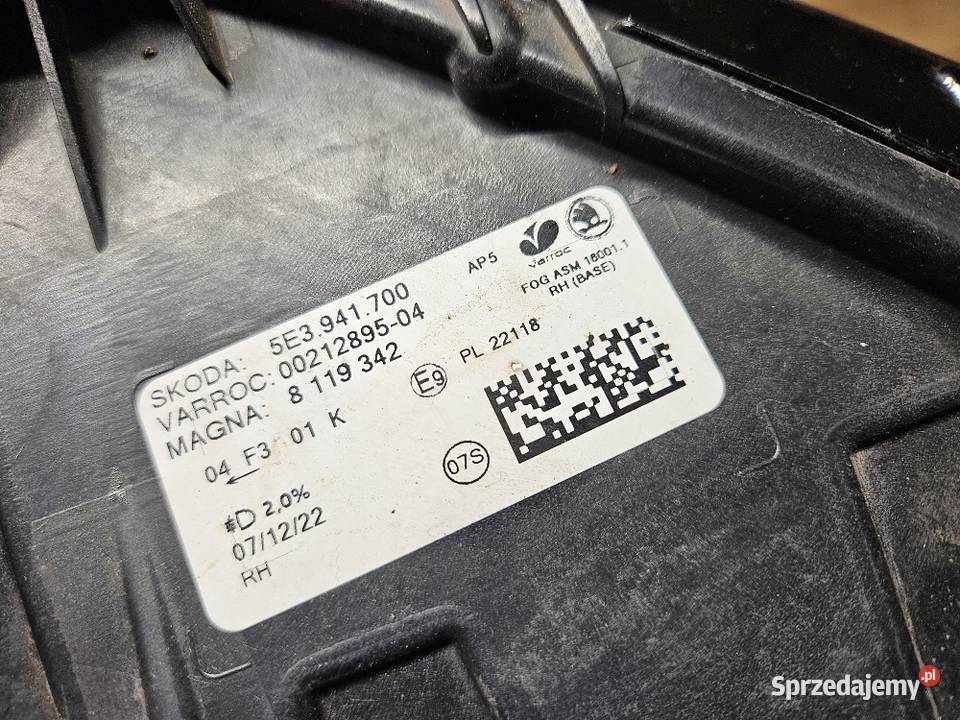 AP5
varroc
FOG ASM 16001.1
RH (BASE)
SKODA: 5E3.941.700
VARROC: 00212895-04
MAGNA: 8 119 342
E9
PL 22118
04 F3 01 K
07S
D 2,0%
07/12/22
RH
Sprzedajemy.pl